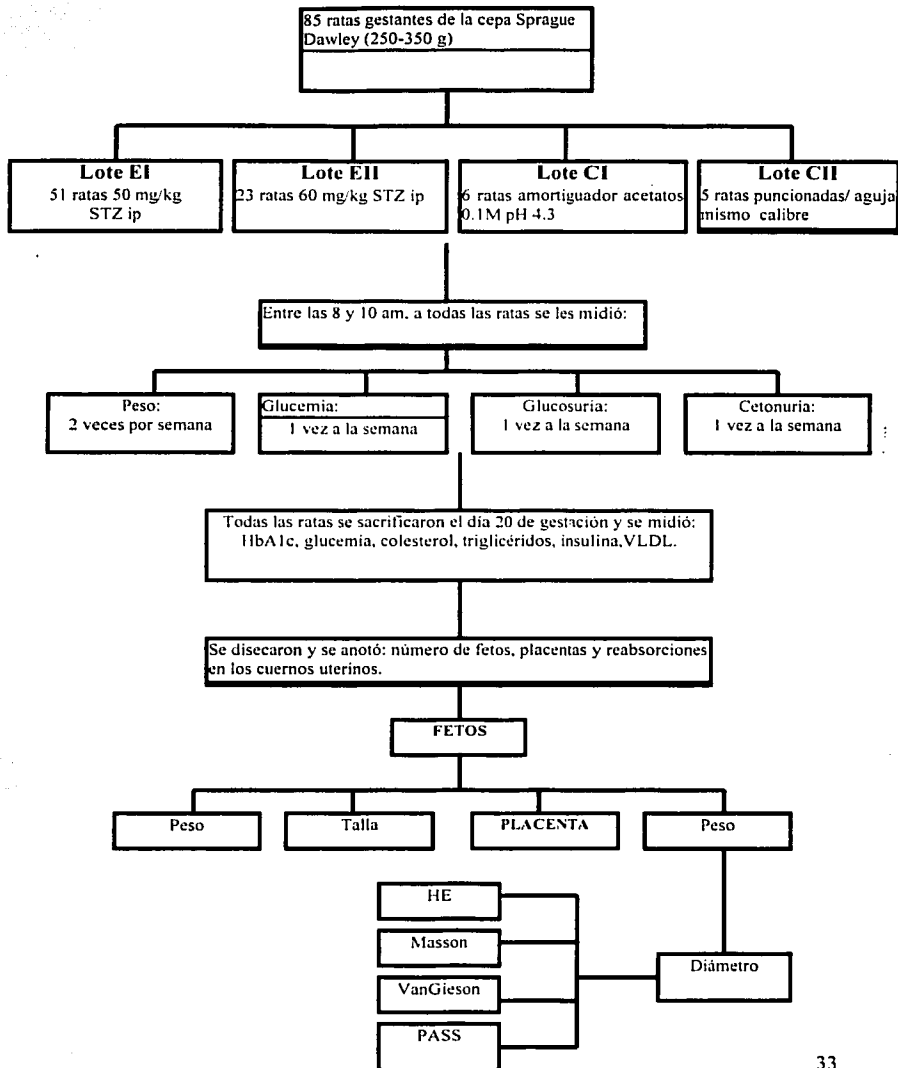 85 ratas gestantes de la cepa Sprague
Dawley (250-350 g)
Lote EI
51 ratas 50 mg/kg
STZ ip
Lote EII
23 ratas 60 mg/kg STZ ip
Lote CI
6 ratas amortiguador acetatos
0.1M pH 4.3
Lote CII
5 ratas puncionadas/ aguja
mismo calibre
Entre las 8 y 10 am. a todas las ratas se les midió:
Peso:
2 veces por semana
Glucemia:
1 vez a la semana
Glucosuria:
1 vez a la semana
Cetonuria:
1 vez a la semana
Todas las ratas se sacrificaron el día 20 de gestación y se midió:
HbA1c, glucemia, colesterol, triglicéridos, insulina,VLDL.
Se disecaron y se anotó: número de fetos, placentas y reabsorciones
en los cuernos uterinos.
FETOS
Peso
Talla
PLACENTA
Peso
HE
Masson
VanGieson
PASS
Diámetro
33